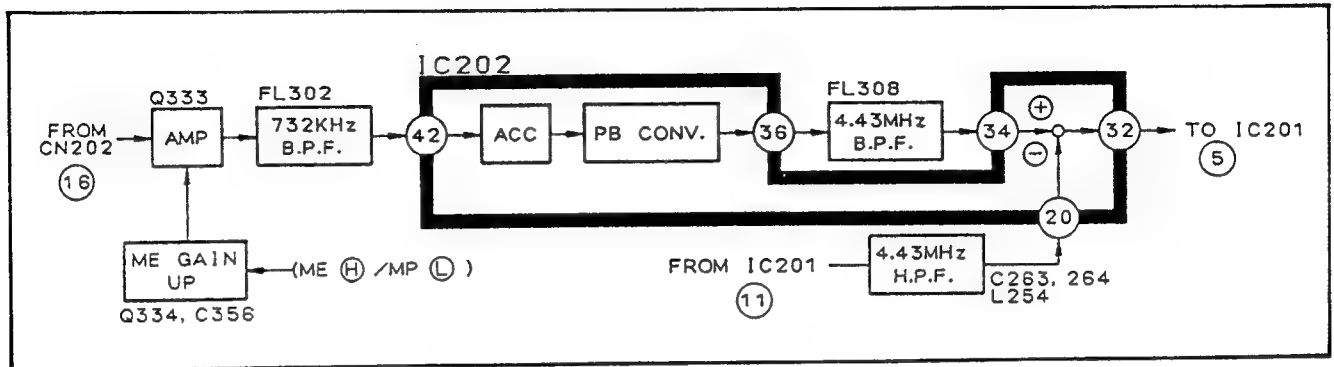 IC202
Q333
FL302
FL308
FROM
CN202
16
AMP
732KHz
B.P.F.
42
ACC
PB CONV.
36
4.43MHz
B.P.F.
34
+
-
32
TO IC201
5
20
ME GAIN
UP
(ME H /MP L )
Q334, C356
FROM IC201
11
4.43MHz
H.P.F.
C263, 264
L254